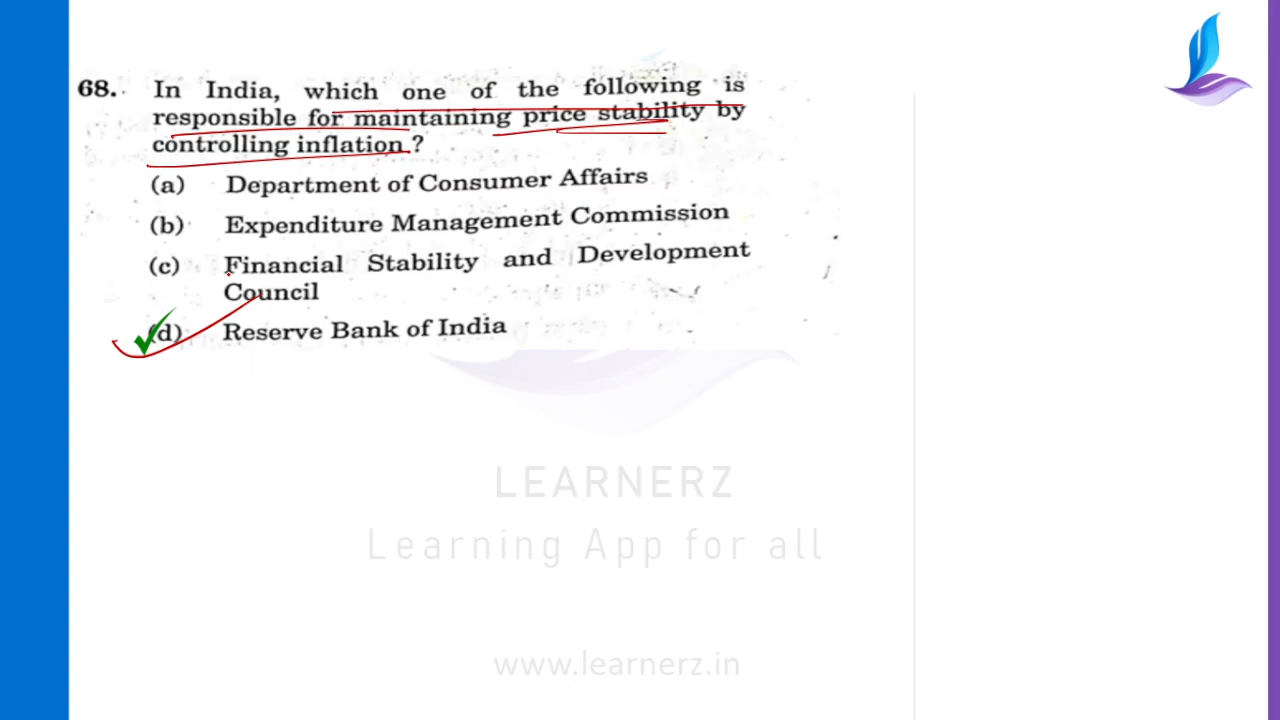 68. In India, which one of the following is
responsible for maintaining price stability by
controlling inflation ?
(a) Department of Consumer Affairs
(b) Expenditure Management Commission
(c) Financial Stability and Development
Council
(d) Reserve Bank of India
LEARNERZ
Learning App for all
www.learnerz.in